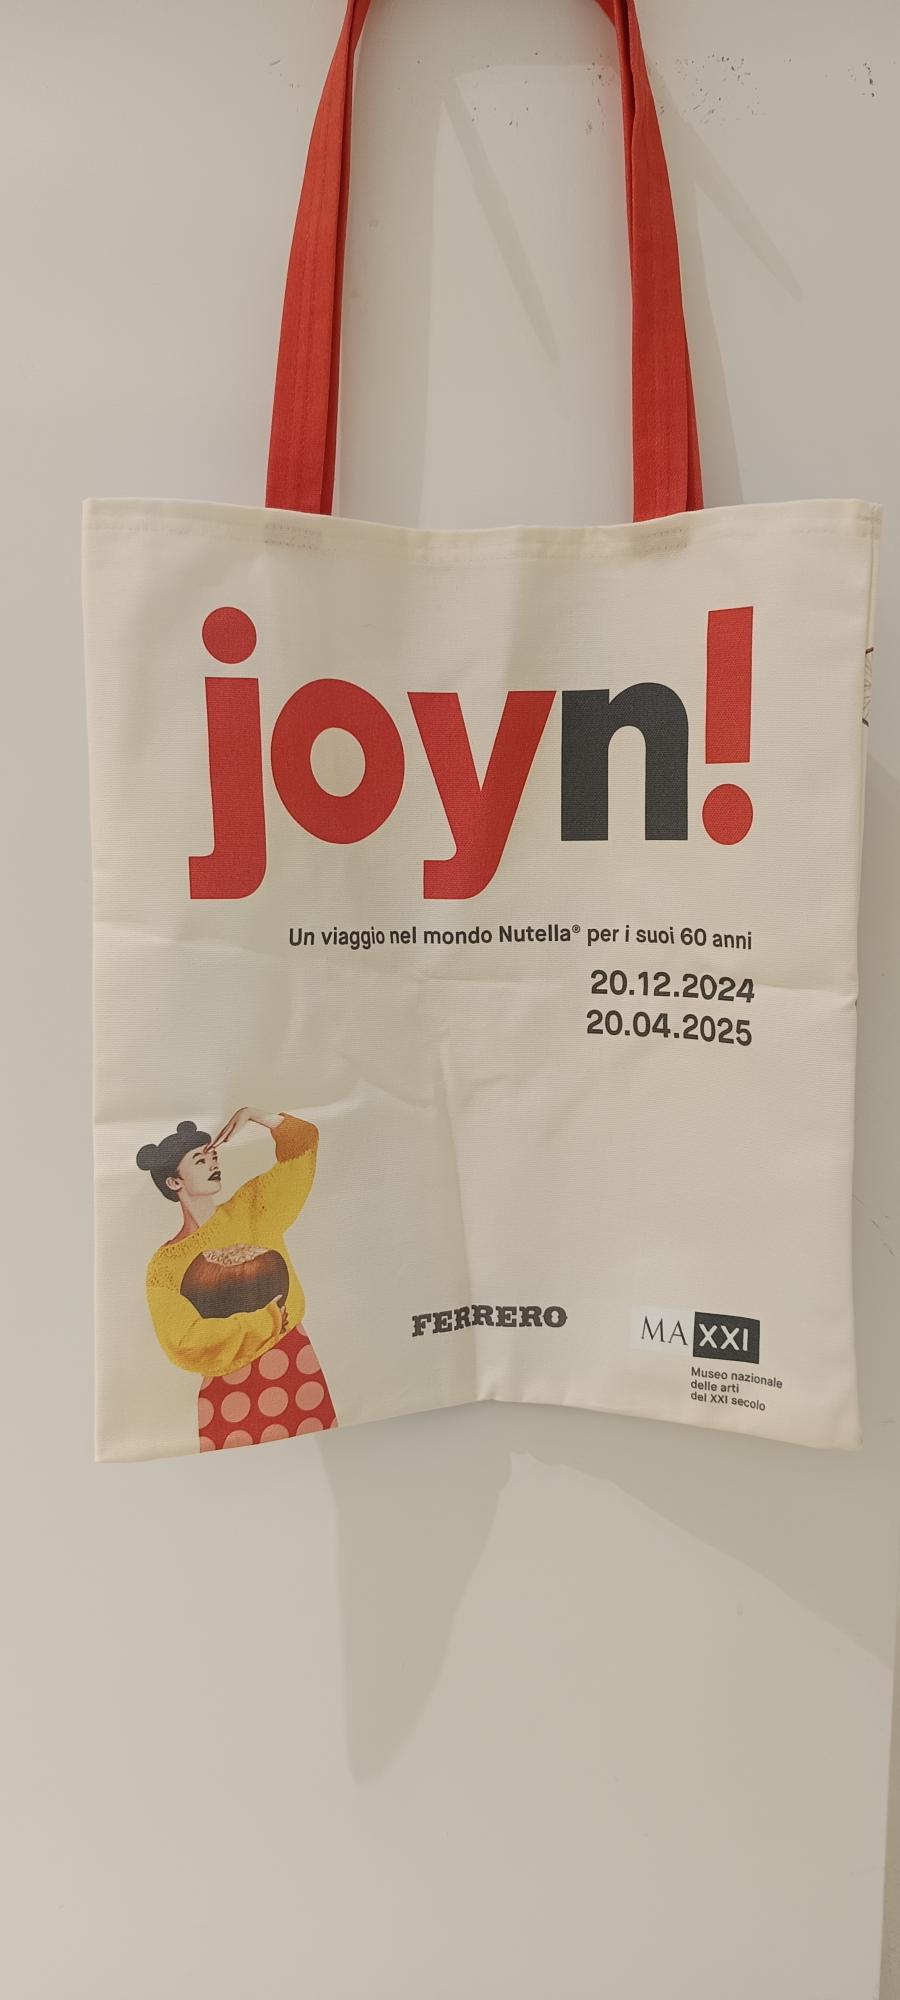 joyn!
Un viaggio nel mondo Nutella® per i suoi 60 anni
20.12.2024
20.04.2025
FERRERO
MAXXI
Museo nazionale
delle arti
del XXI secolo